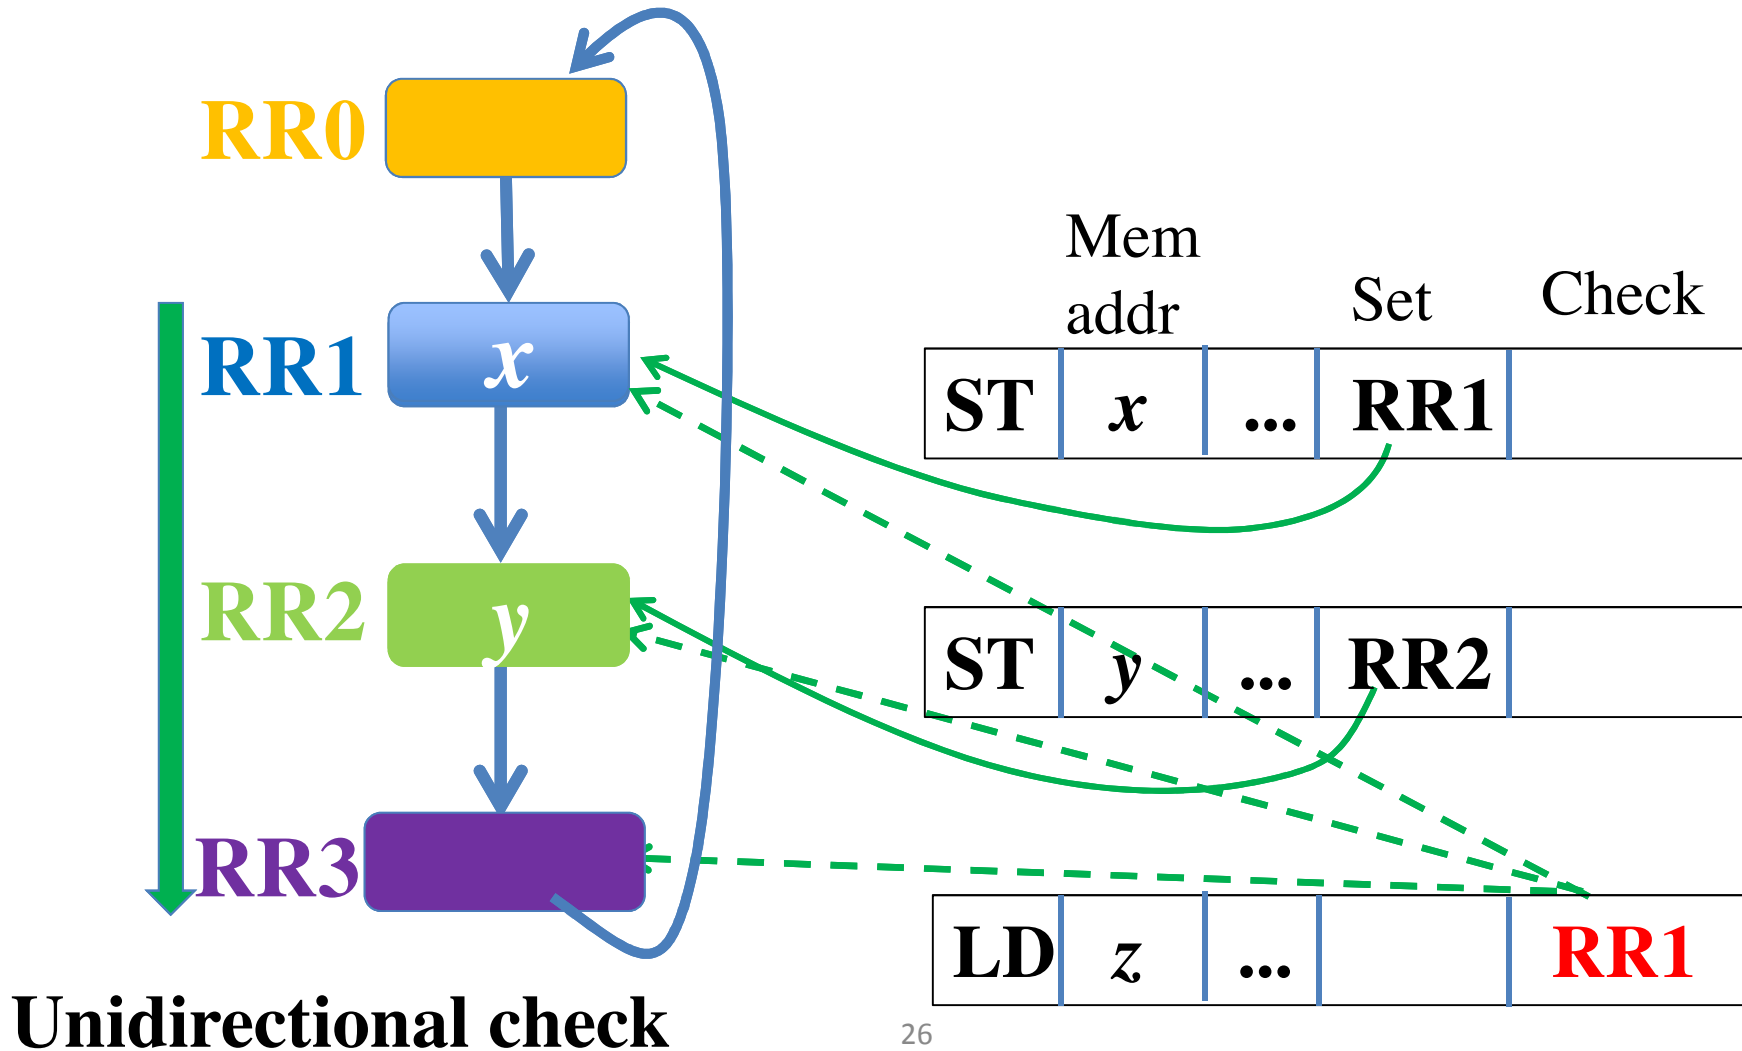 RR0
RR1
x
RR2
y
RR3
Unidirectional check
Mem
addr
Set
Check
ST x ... RR1
ST y ... RR2
LD z ... RR1
26